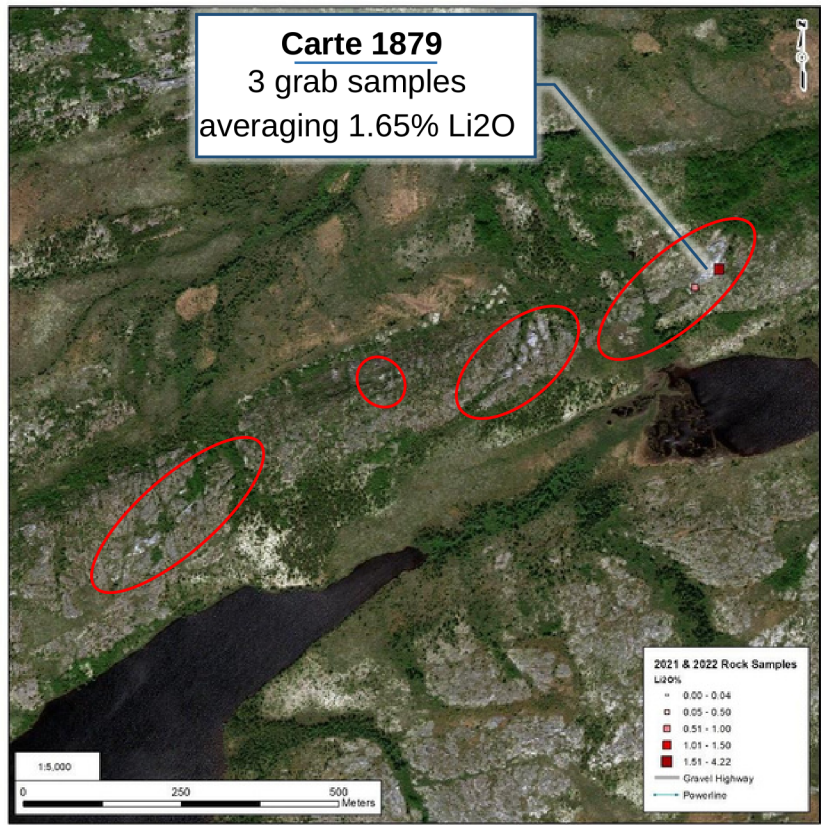 Carte 1879
3 grab samples
averaging 1.65% Li2O
N
2021 & 2022 Rock Samples
Li2O%
0.00 - 0.04
0.05 - 0.50
0.51 - 1.00
1.01 - 1.50
1.51 - 4.22
Gravel Highway
Powerline
1:5,000
0 250 500
Meters